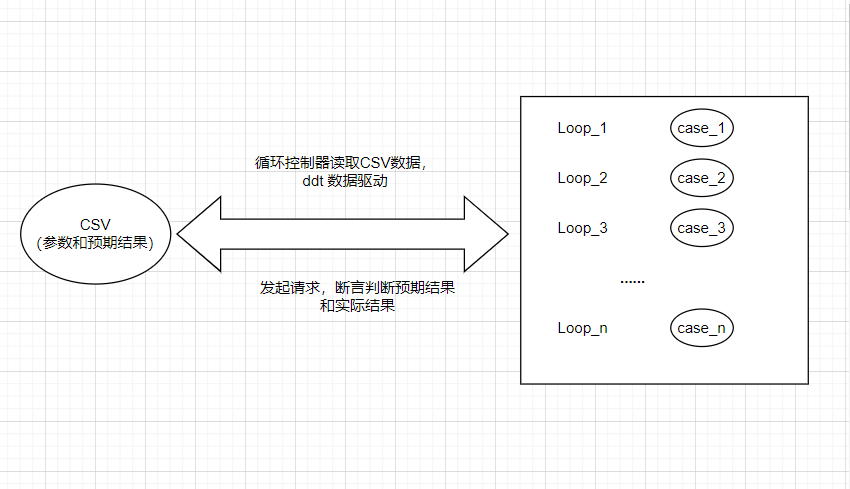 循环控制器读取CSV数据，
ddt 数据驱动
CSV
（参数和预期结果）
发起请求，断言判断预期结果
和实际结果
Loop_1 case_1
Loop_2 case_2
Loop_3 case_3
......
Loop_n case_n